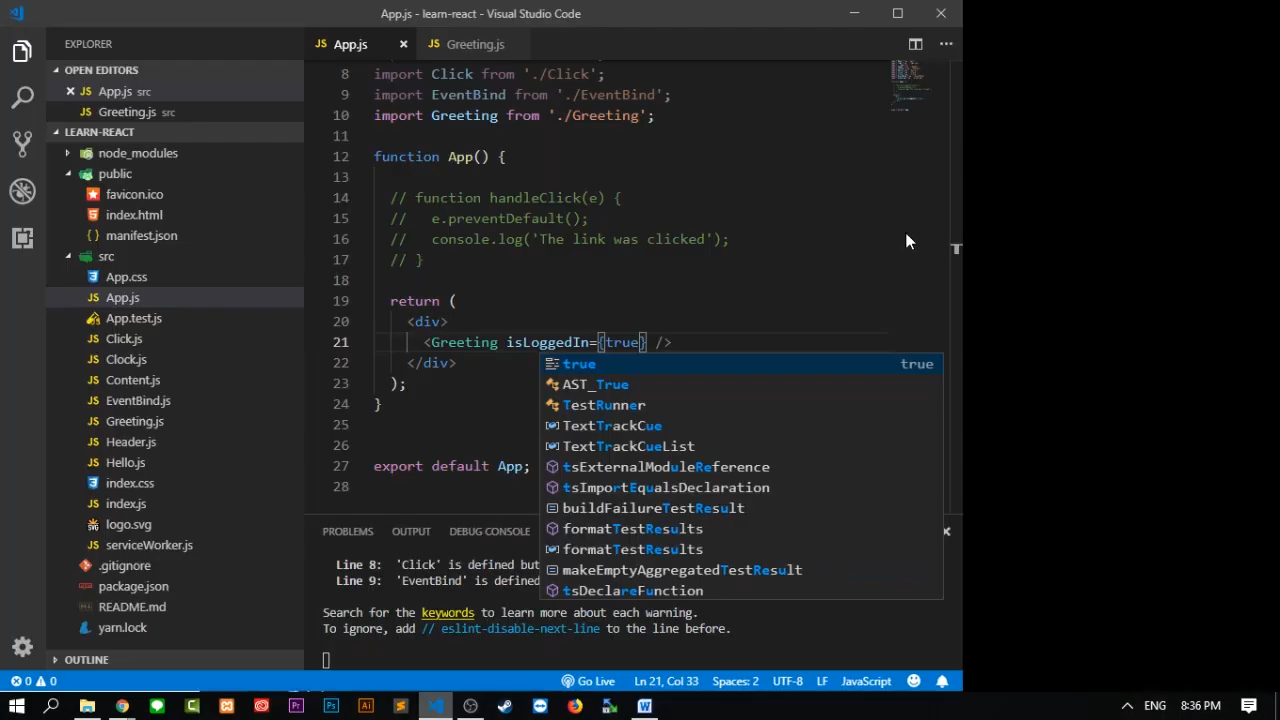 App.js - learn-react - Visual Studio Code
EXPLORER
OPEN EDITORS
App.js src
Greeting.js src
LEARN-REACT
node_modules
public
favicon.ico
index.html
manifest.json
src
App.css
App.js
App.test.js
Click.js
Clock.js
Content.js
EventBind.js
Greeting.js
Header.js
Hello.js
index.css
index.js
logo.svg
serviceWorker.js
.gitignore
package.json
README.md
yarn.lock
OUTLINE
JS App.js
JS Greeting.js
8 import Click from './Click';
9 import EventBind from './EventBind';
10 import Greeting from './Greeting';
11
12 function App() {
13
14 // function handleClick(e) {
15 // e.preventDefault();
16 // console.log('The link was clicked');
17 // }
18
19 return (
20 <div>
21 <Greeting isLoggedIn={true} />
22 </div>
23 );
24 }
25
26
27 export default App;
28
true true
AST_True
TestRunner
TextTrackCue
TextTrackCueList
tsExternalModuleReference
tsImportEqualsDeclaration
buildFailureTestResult
formatTestResults
formatTestResults
makeEmptyAggregatedTestResult
tsDeclareFunction
PROBLEMS OUTPUT DEBUG CONSOLE
Line 8: 'Click' is defined but
Line 9: 'EventBind' is defined
Search for the keywords to learn more about each warning.
To ignore, add // eslint-disable-next-line to the line before.
0 0
Go Live Ln 21, Col 33 Spaces: 2 UTF-8 LF JavaScript
ENG 8:36 PM